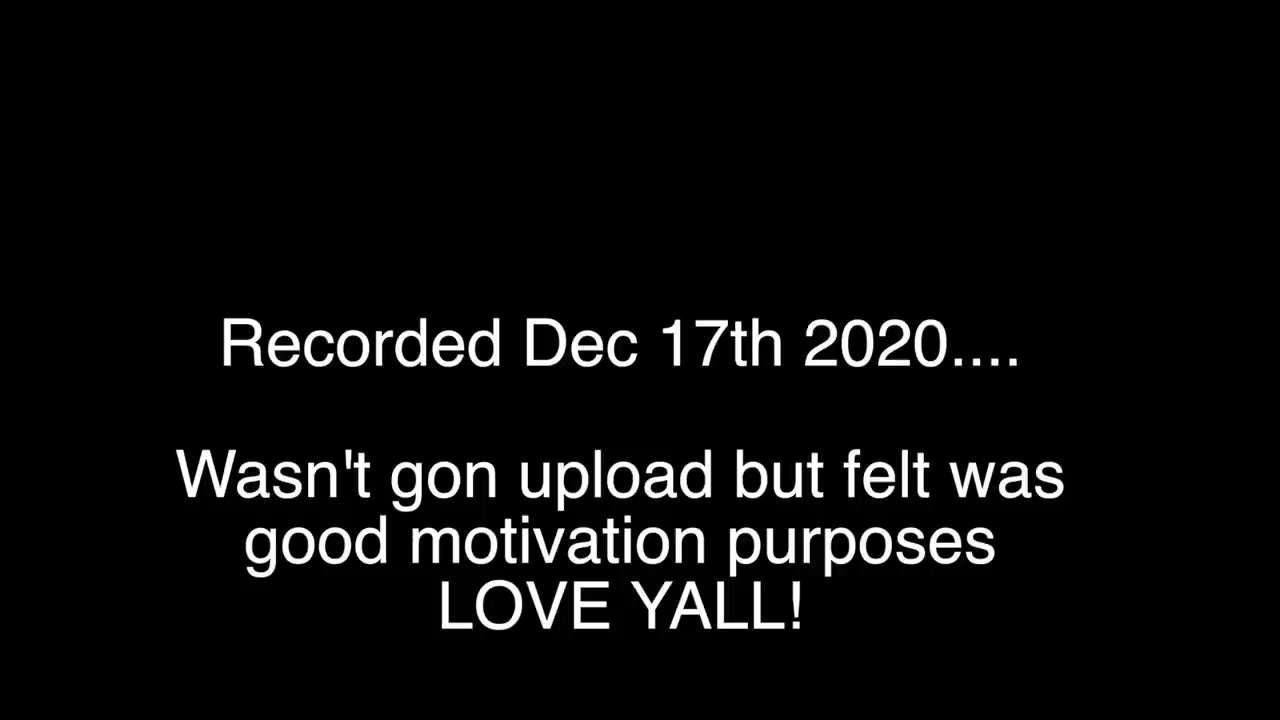 Recorded Dec 17th 2020....
Wasn't gon upload but felt was
good motivation purposes
LOVE YALL!